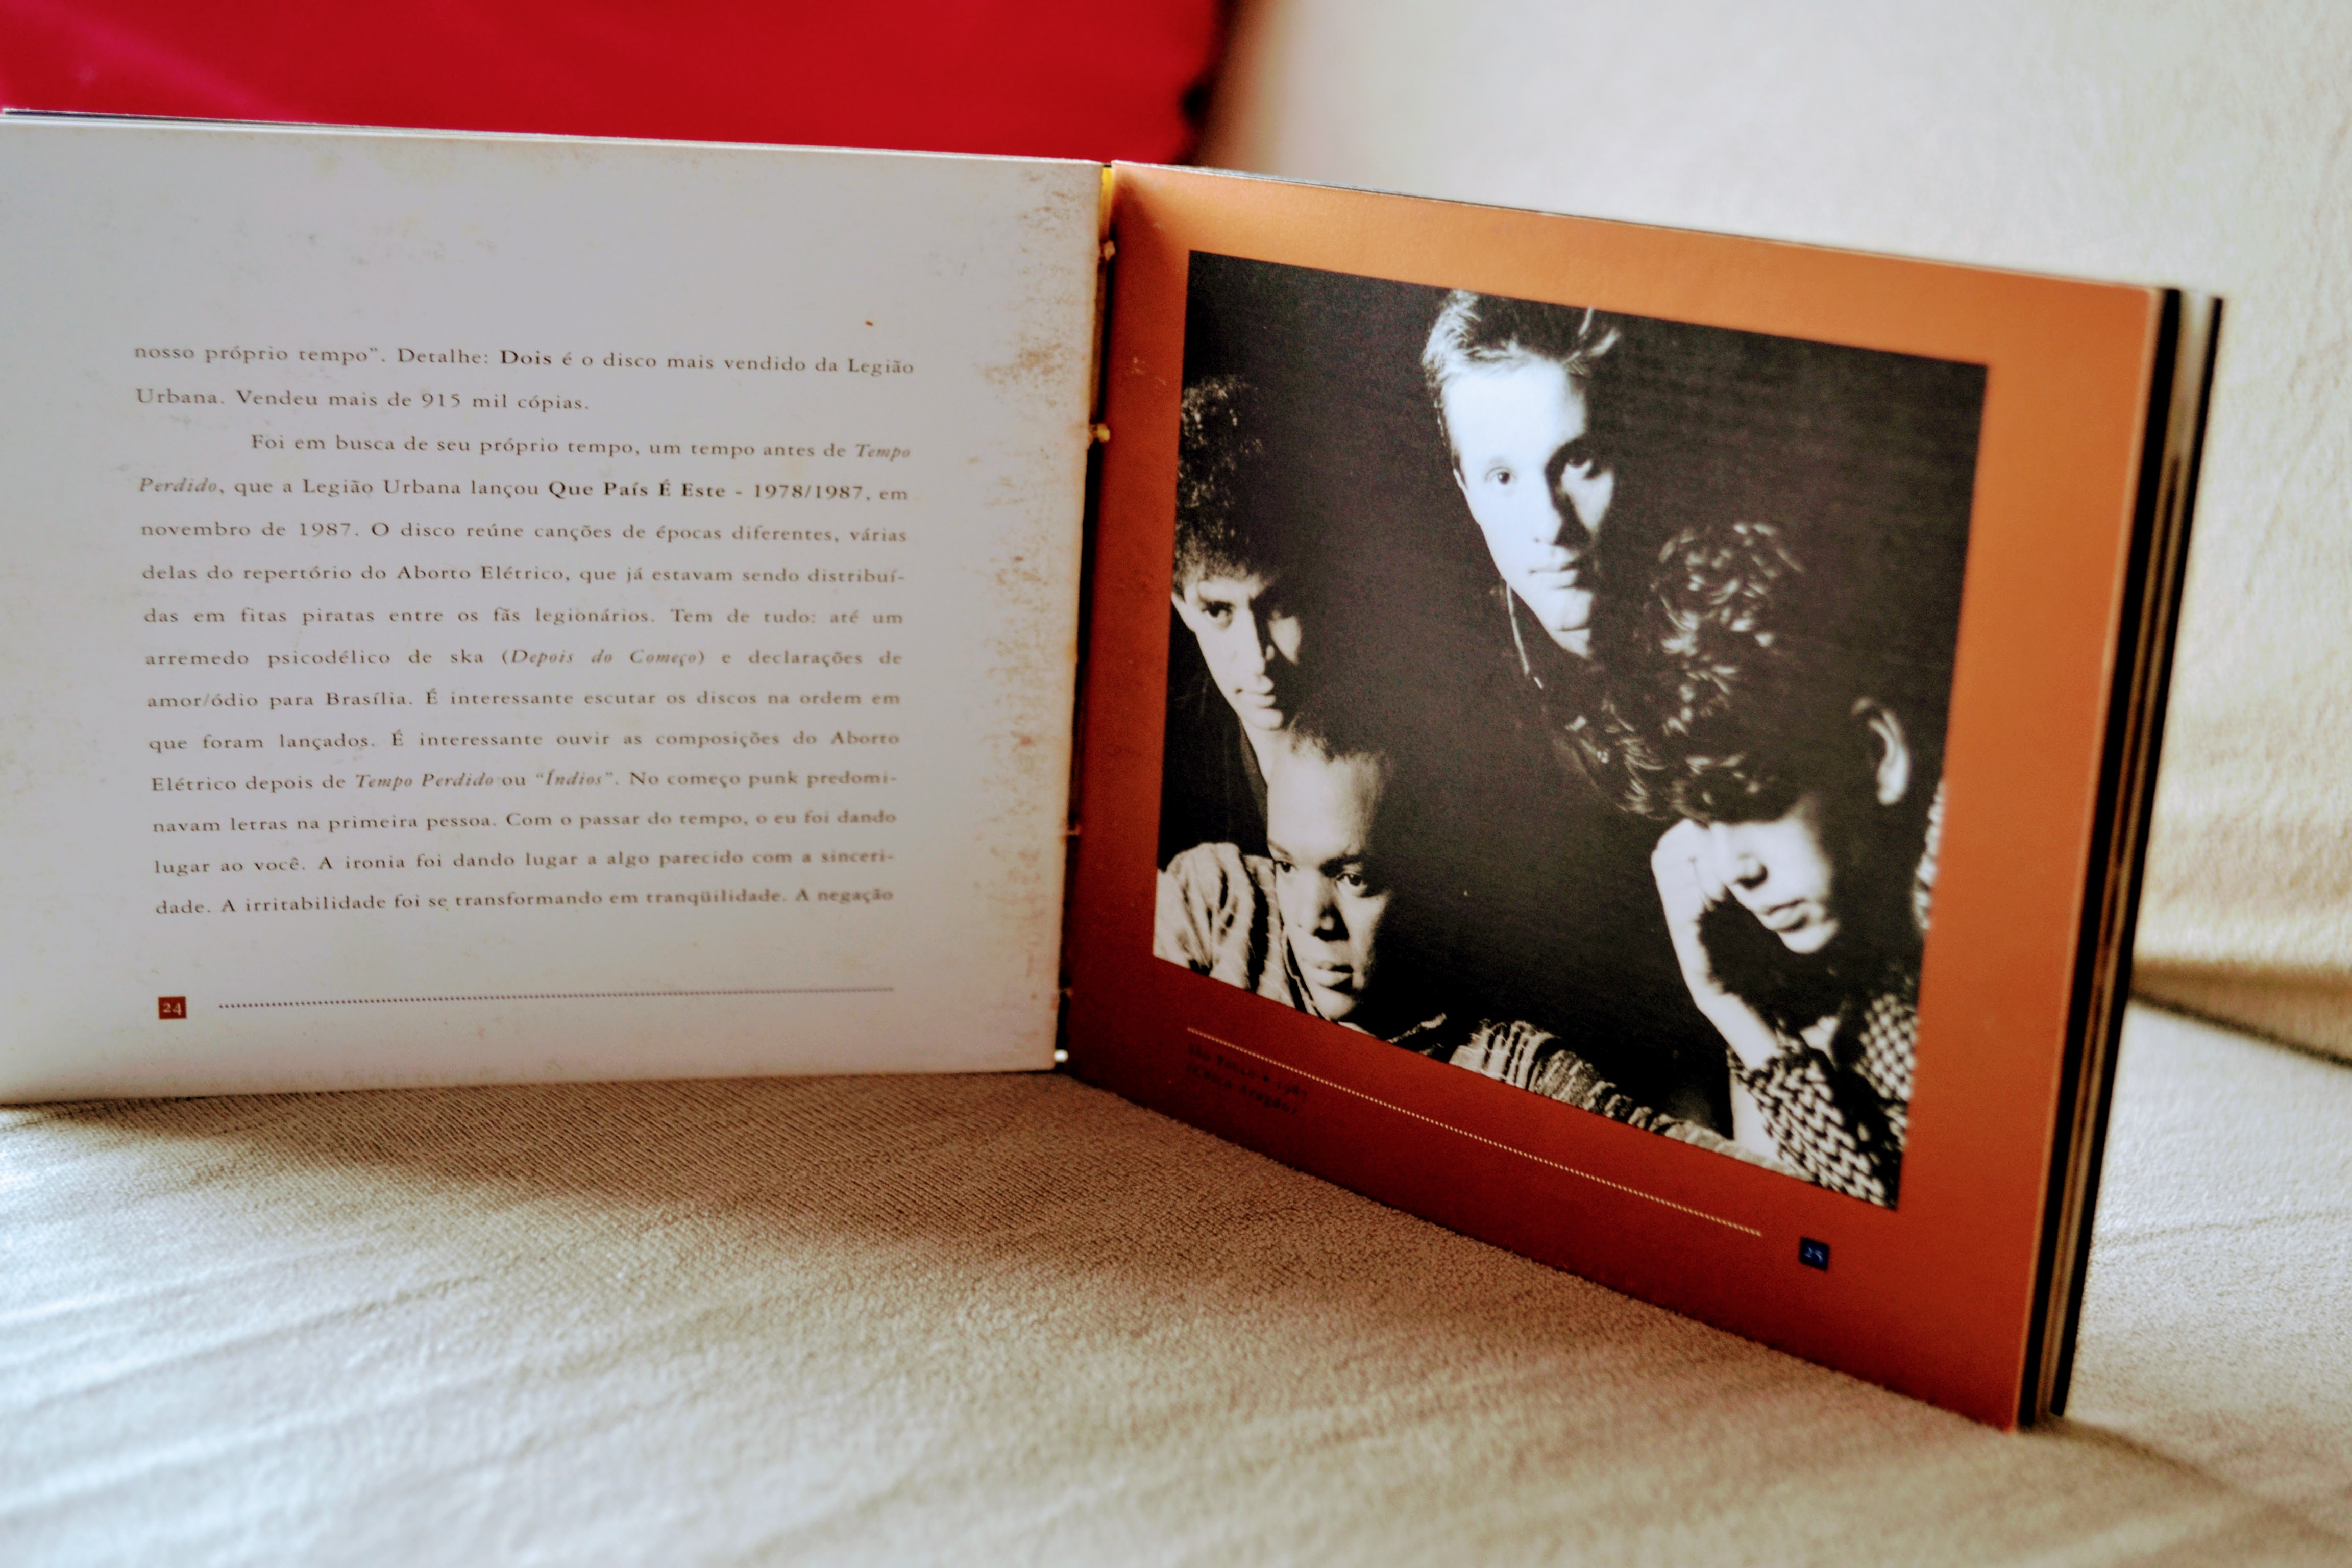 nosso próprio tempo”. Detalhe: Dois é o disco mais vendido da Legião
Urbana. Vendeu mais de 915 mil cópias.
Foi em busca de seu próprio tempo, um tempo antes de Tempo
Perdido, que a Legião Urbana lançou Que País É Este - 1978/1987, em
novembro de 1987. O disco reúne canções de épocas diferentes, várias
delas do repertório do Aborto Elétrico, que já estavam sendo distribuí-
das em fitas piratas entre os fãs legionários. Tem de tudo: até um
arremedo psicodélico de ska (Depois do Começo) e declarações de
amor/ódio para Brasília. É interessante escutar os discos na ordem em
que foram lançados. É interessante ouvir as composições do Aborto
Elétrico depois de Tempo Perdido ou “Índios”. No começo punk predomi-
navam letras na primeira pessoa. Com o passar do tempo, o eu foi dando
lugar ao você. A ironia foi dando lugar a algo parecido com a sinceri-
dade. A irritabilidade foi se transformando em tranqüilidade. A negação
24
São Paulo
25